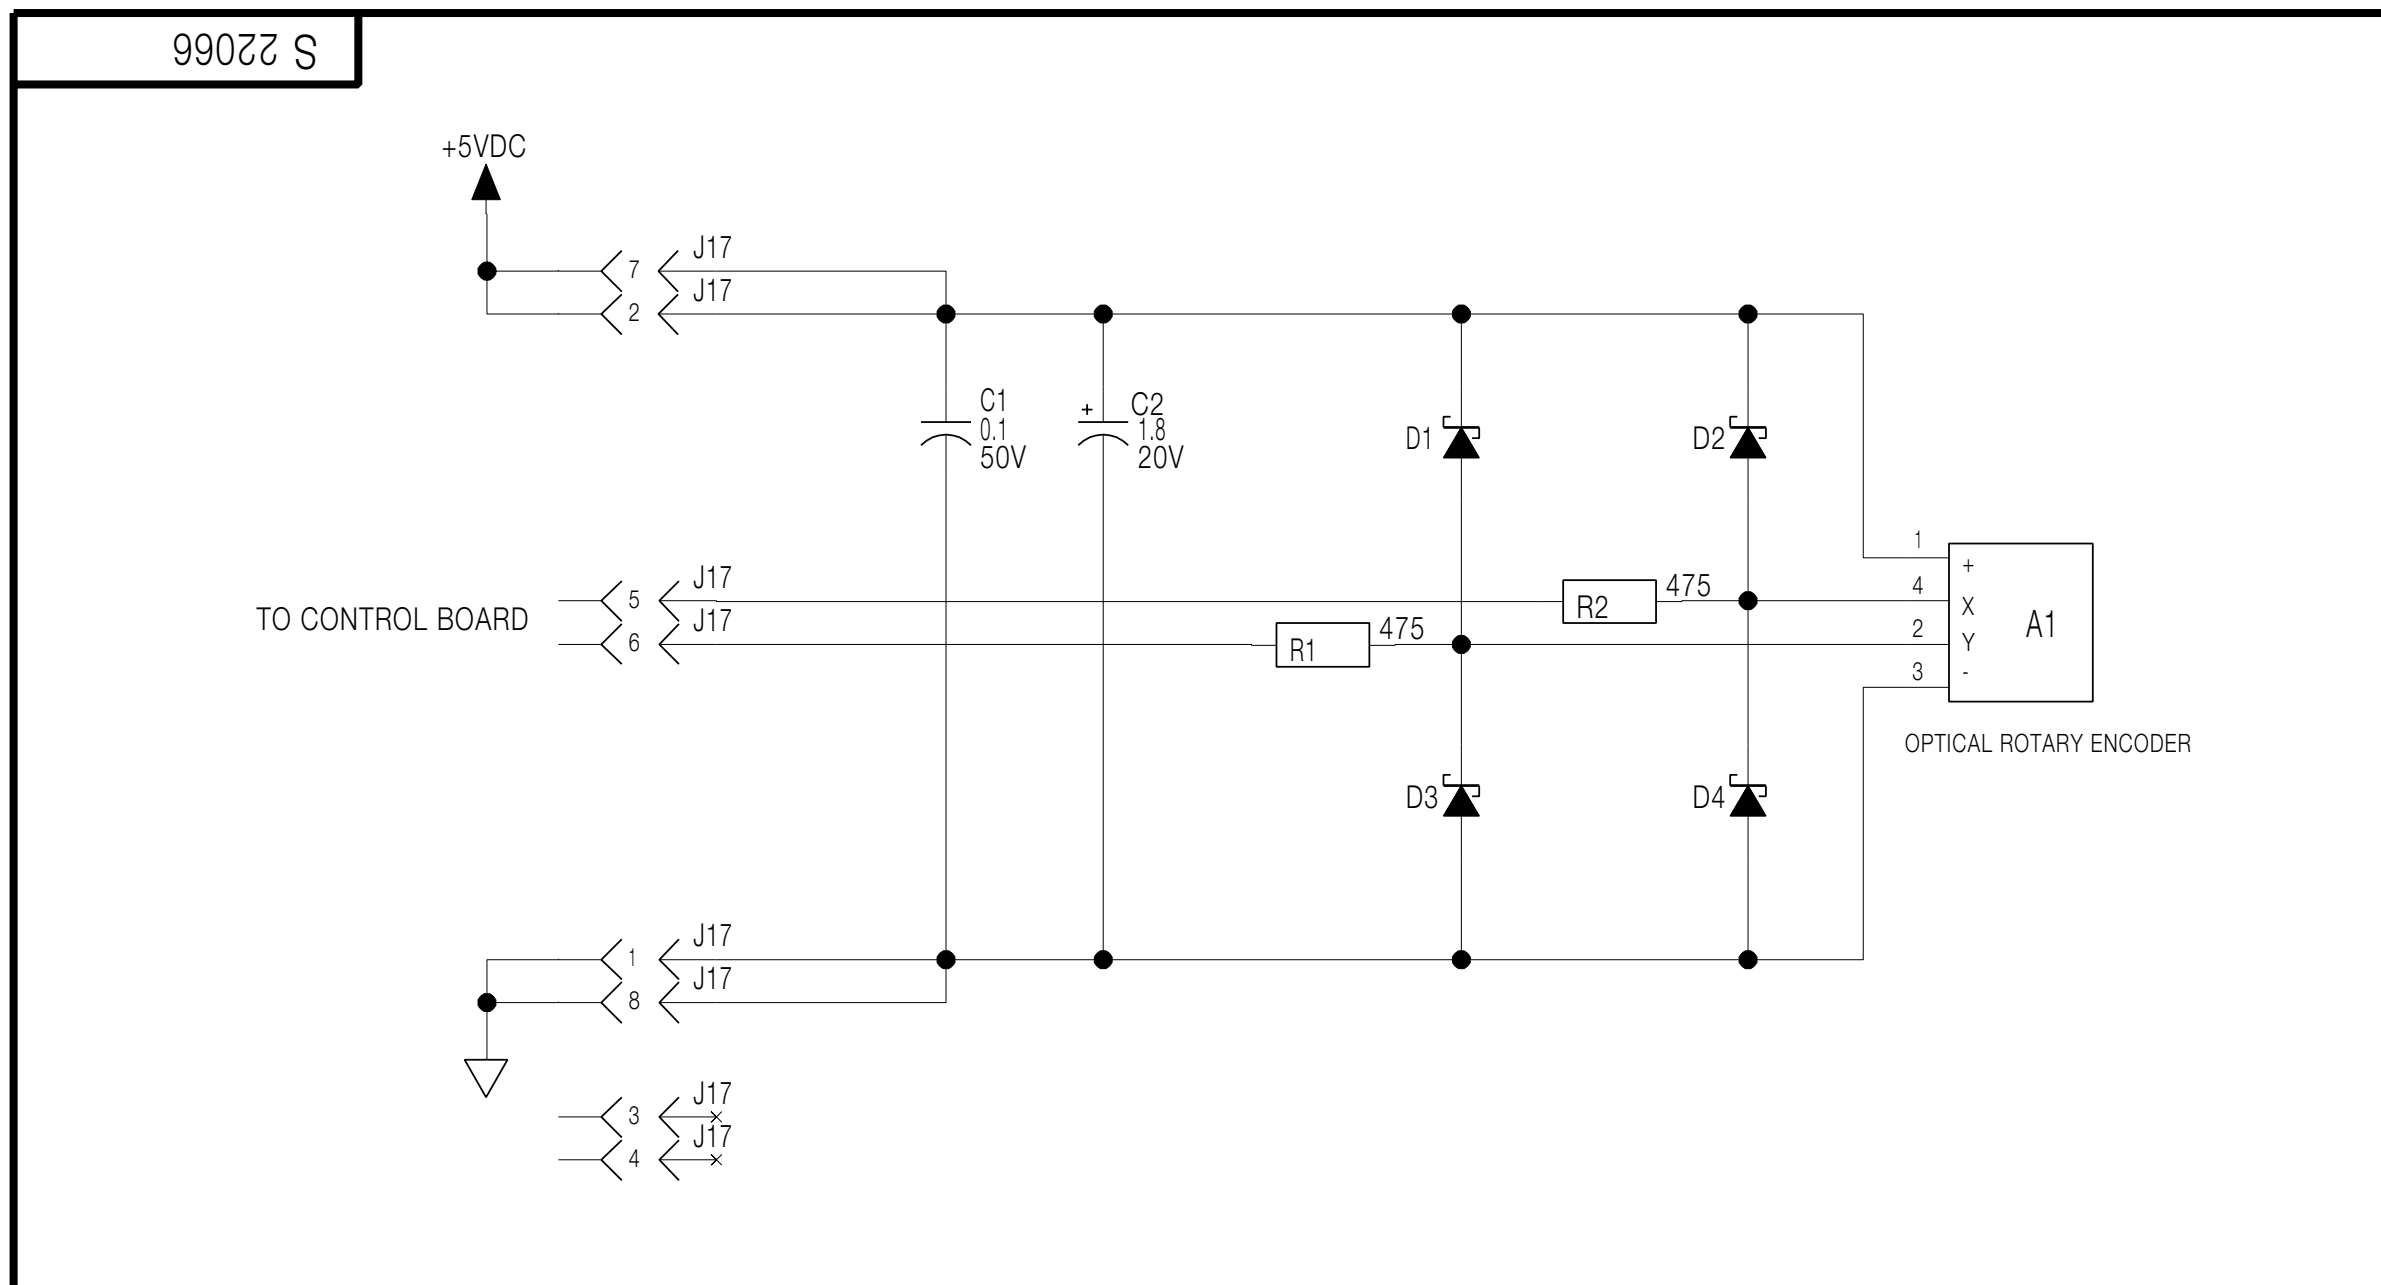 S 22066
+5VDC
7 J17
2 J17
C1
0.1
50V
+ C2
1.8
20V
D1
D2
TO CONTROL BOARD
5 J17
6 J17
R2 475
R1 475
1 +
4 X
2 Y
3 -
A1
OPTICAL ROTARY ENCODER
D3
D4
1 J17
8 J17
3 J17
4 J17